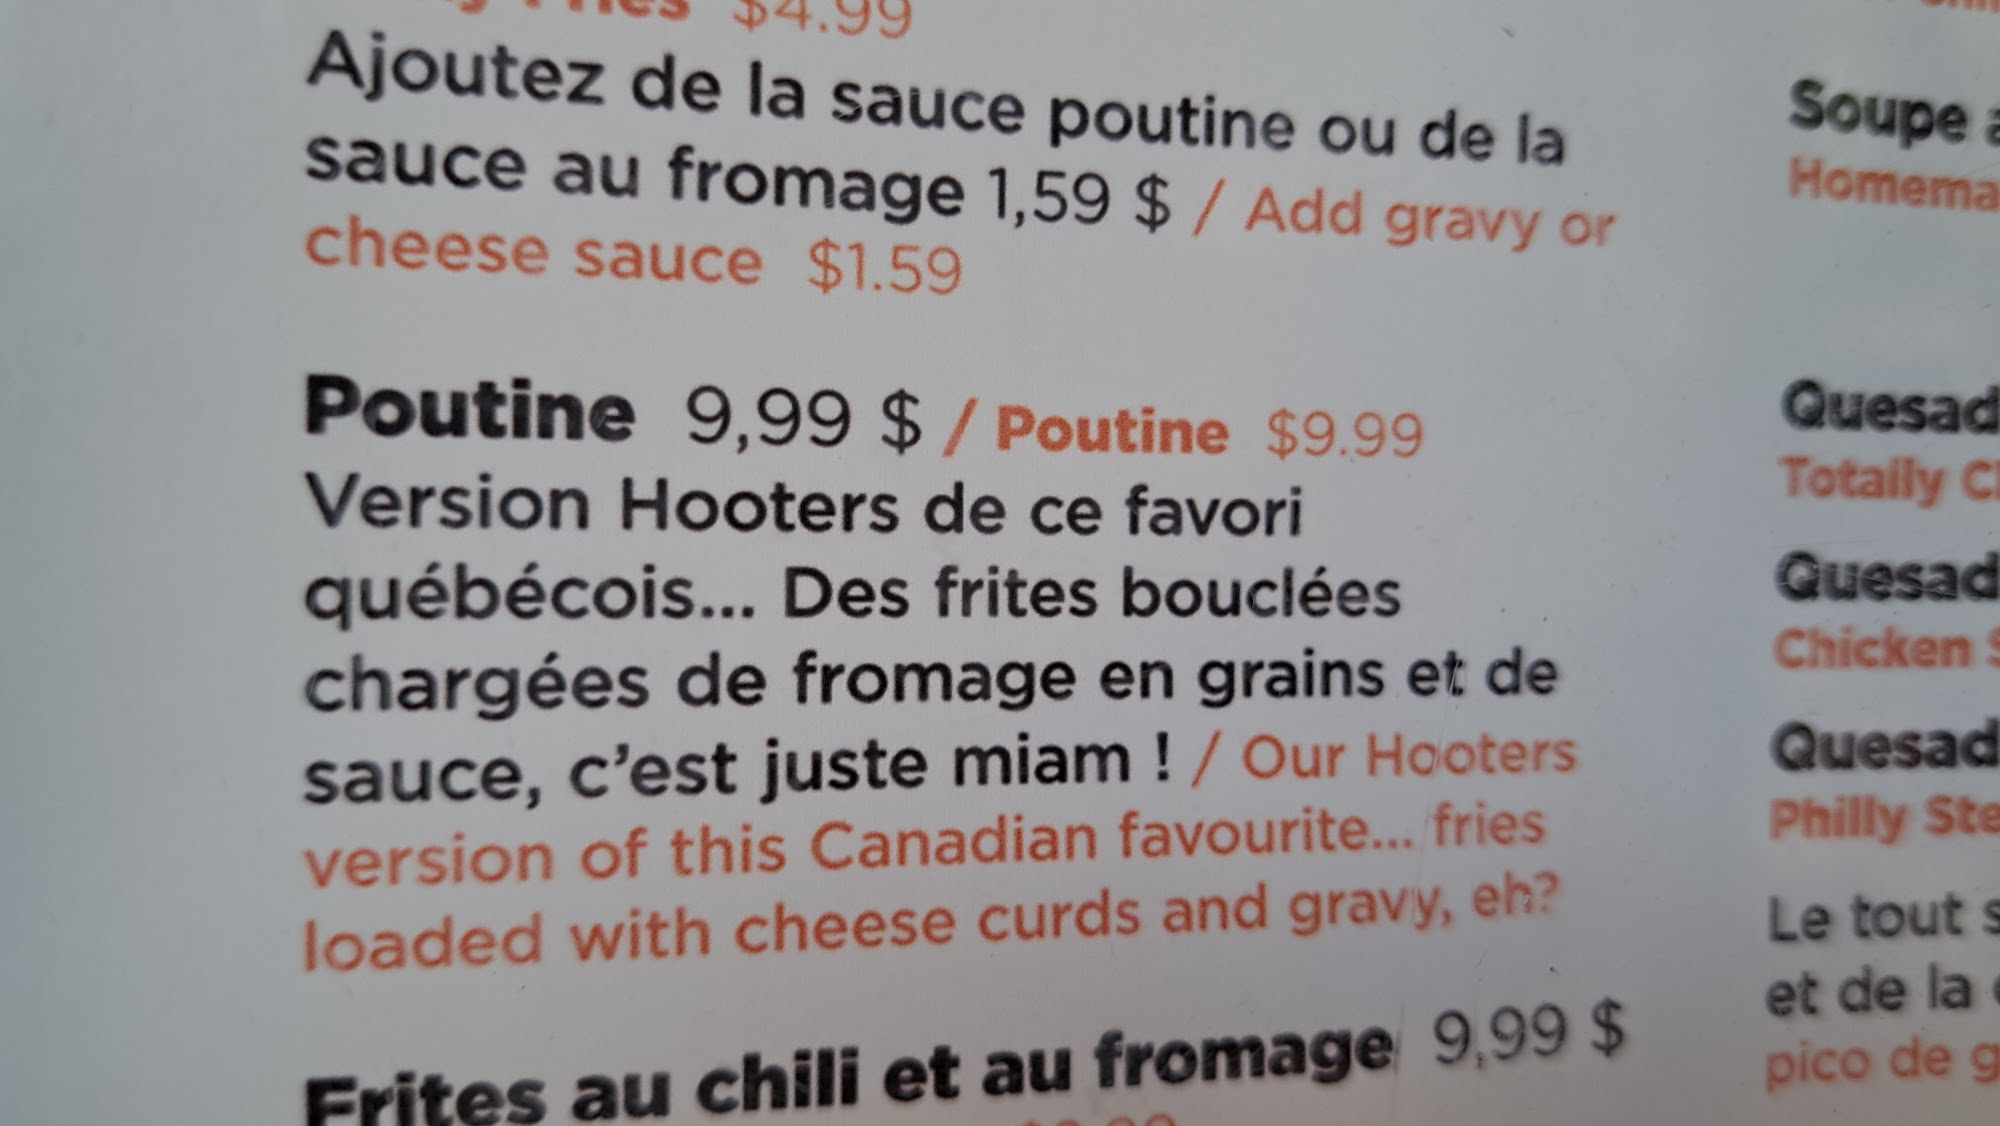 Fries $4.99
Ajoutez de la sauce poutine ou de la
sauce au fromage 1,59 $ / Add gravy or
cheese sauce $1.59
Poutine 9,99 $ / Poutine $9.99
Version Hooters de ce favori
québécois... Des frites bouclées
chargées de fromage en grains et de
sauce, c'est juste miam ! / Our Hooters
version of this Canadian favourite... fries
loaded with cheese curds and gravy, eh?
Frites au chili et au fromage 9,99 $
Soupe
Homema
Quesad
Totally C
Quesad
Chicken S
Quesad
Philly Ste
Le tout s
et de la
pico de g